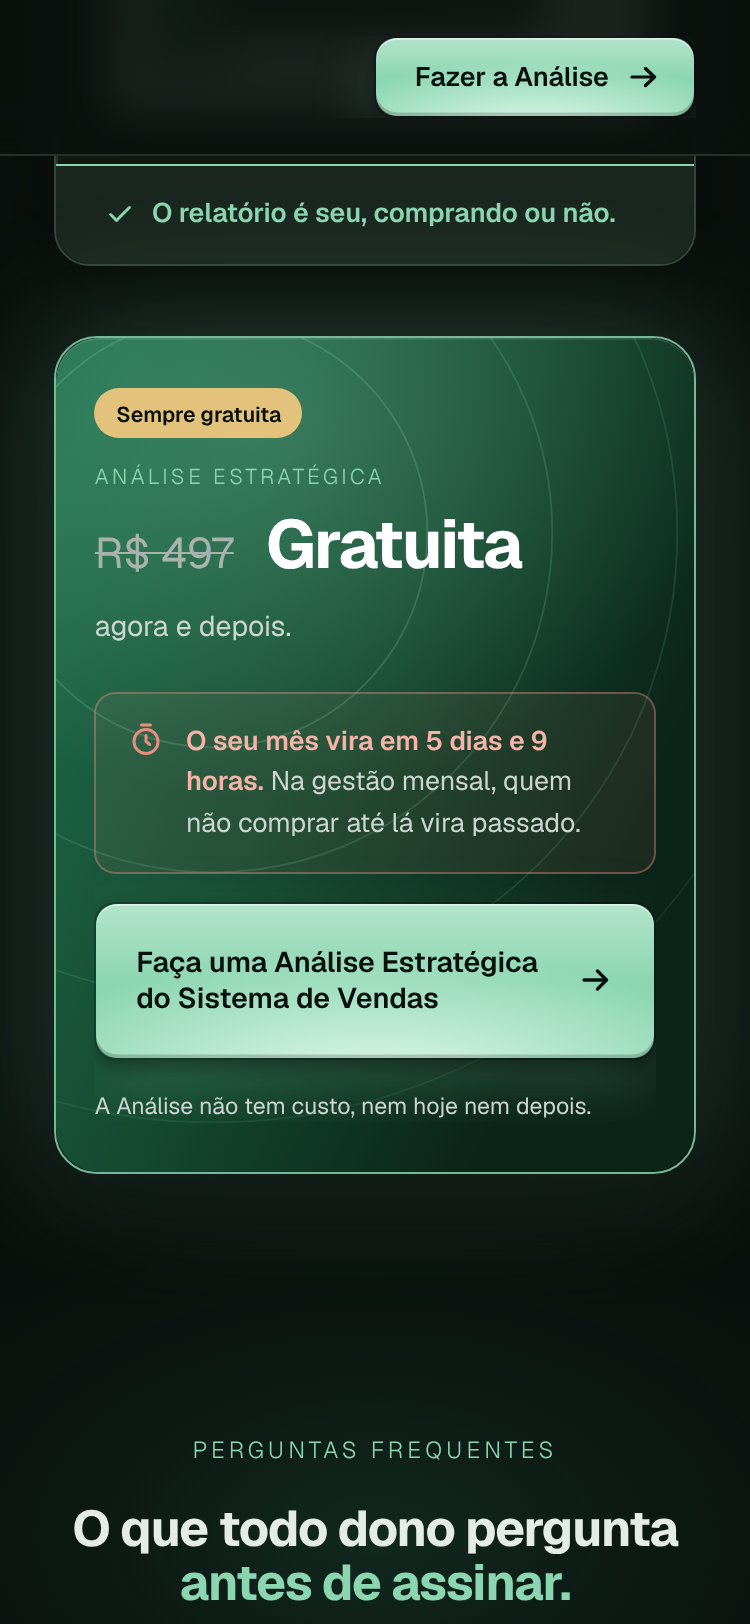 Fazer a Análise
O relatório é seu, comprando ou não.
Sempre gratuita
ANÁLISE ESTRATÉGICA
R$ 497 Gratuita
agora e depois.
O seu mês vira em 5 dias e 9
horas. Na gestão mensal, quem
não comprar até lá vira passado.
Faça uma Análise Estratégica
do Sistema de Vendas
A Análise não tem custo, nem hoje nem depois.
PERGUNTAS FREQUENTES
O que todo dono pergunta
antes de assinar.